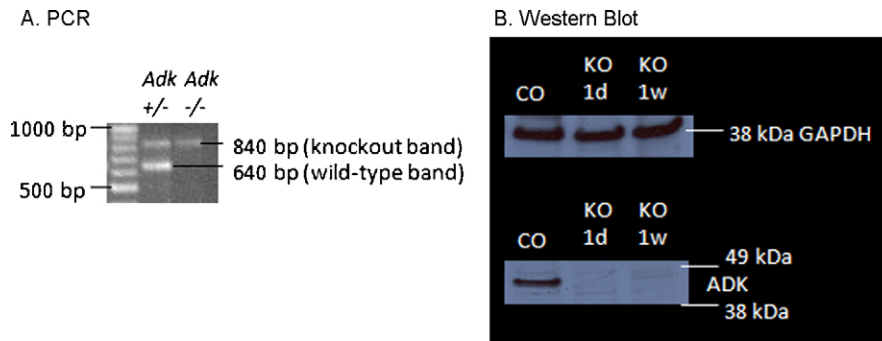 A. PCR
Adk Adk
+/- -/-
1000 bp
840 bp (knockout band)
640 bp (wild-type band)
500 bp
B. Western Blot
CO KO 1d KO 1w
38 kDa GAPDH
CO KO 1d KO 1w
49 kDa
ADK
38 kDa